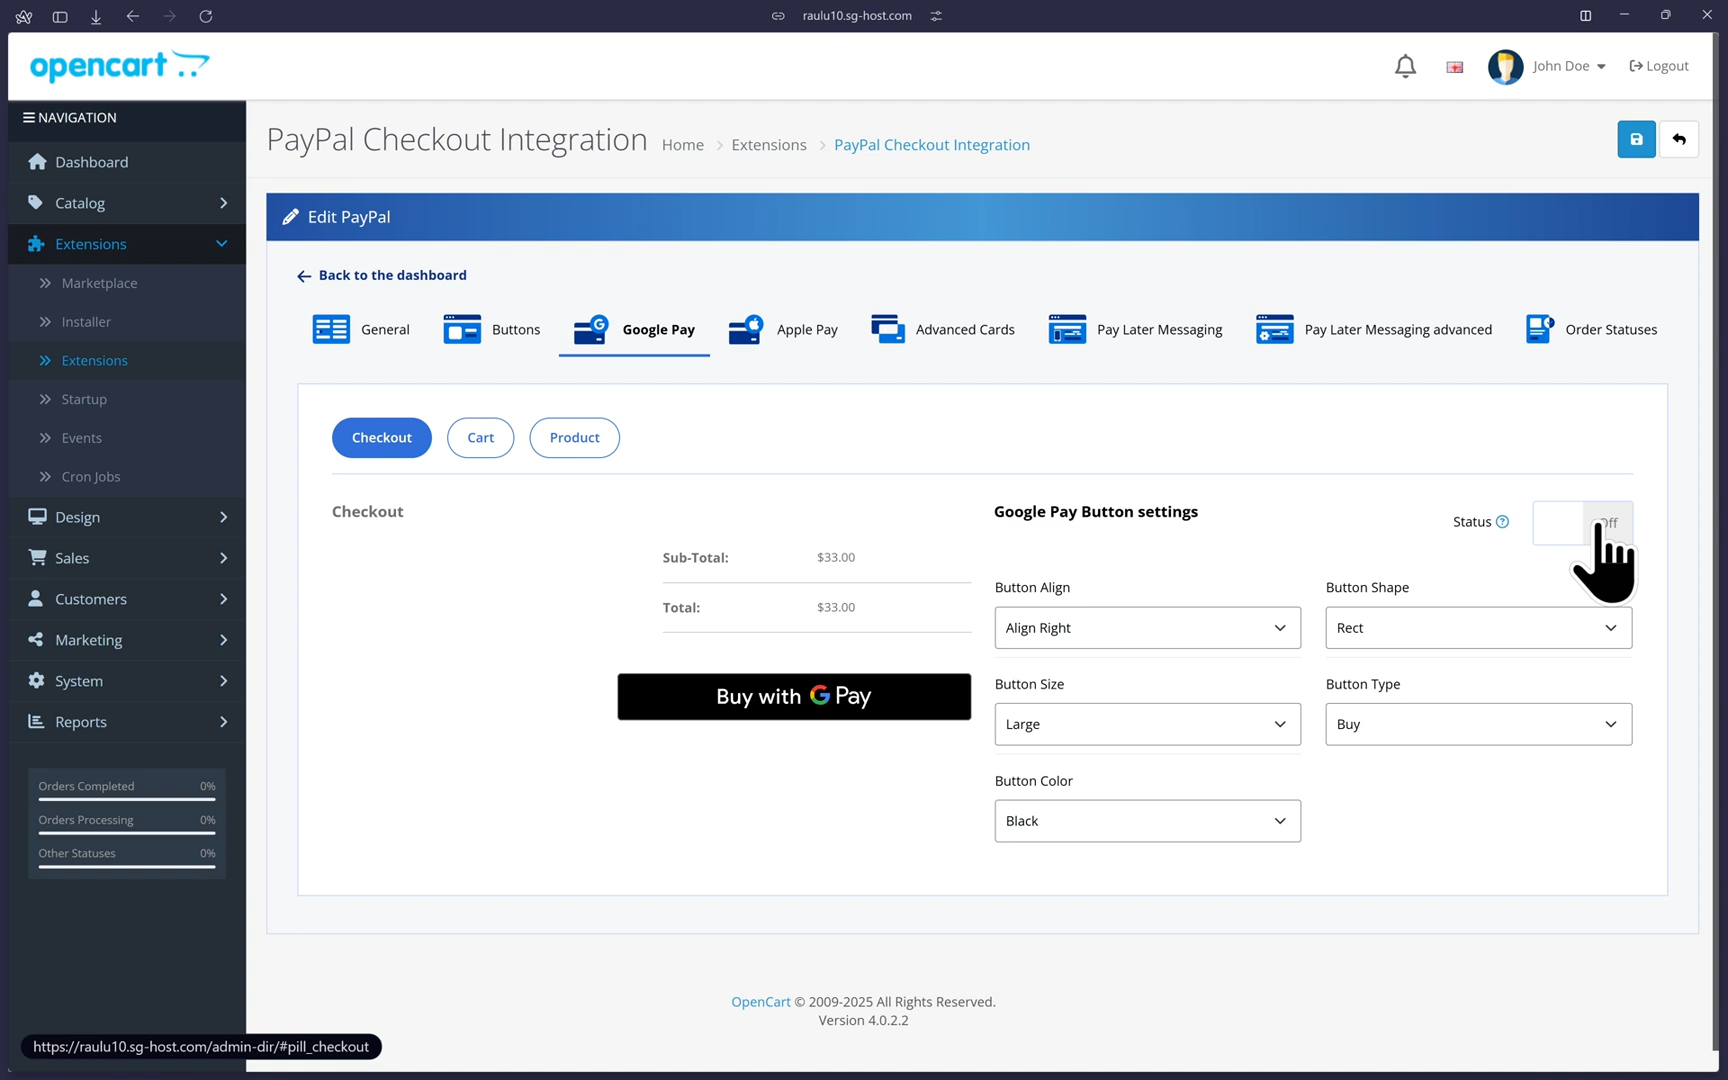 raulu10.sg-host.com
opencart
John Doe
Logout
NAVIGATION
Dashboard
Catalog
Extensions
Marketplace
Installer
Extensions
Startup
Events
Cron Jobs
Design
Sales
Customers
Marketing
System
Reports
Orders Completed 0%
Orders Processing 0%
Other Statuses 0%
PayPal Checkout Integration
Home > Extensions > PayPal Checkout Integration
Edit PayPal
Back to the dashboard
General
Buttons
Google Pay
Apple Pay
Advanced Cards
Pay Later Messaging
Pay Later Messaging advanced
Order Statuses
Checkout
Cart
Product
Checkout
Sub-Total: $33.00
Total: $33.00
Buy with G Pay
Google Pay Button settings
Status ?
Off
Button Align
Align Right
Button Shape
Rect
Button Size
Large
Button Type
Buy
Button Color
Black
OpenCart © 2009-2025 All Rights Reserved.
Version 4.0.2.2
https://raulu10.sg-host.com/admin-dir/#pill_checkout